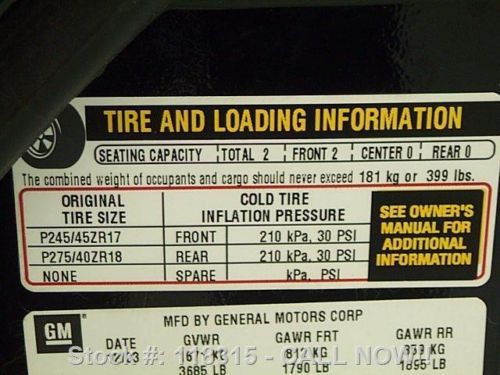 TIRE AND LOADING INFORMATION
SEATING CAPACITY TOTAL 2 FRONT 2 CENTER 0 REAR 0
The combined weight of occupants and cargo should never exceed 181 kg or 399 lbs.
ORIGINAL TIRE SIZE COLD TIRE INFLATION PRESSURE
P245/45ZR17 FRONT 210 kPa, 30 PSI
P275/40ZR18 REAR 210 kPa, 30 PSI
NONE SPARE kPa, PSI
SEE OWNER'S
MANUAL FOR
ADDITIONAL
INFORMATION
GM
MFD BY GENERAL MOTORS CORP
DATE GVWR GAWR FRT GAWR RR
3685 LB 1790 LB 1895 LB
Stock #: 118315 - CALL NOW!!